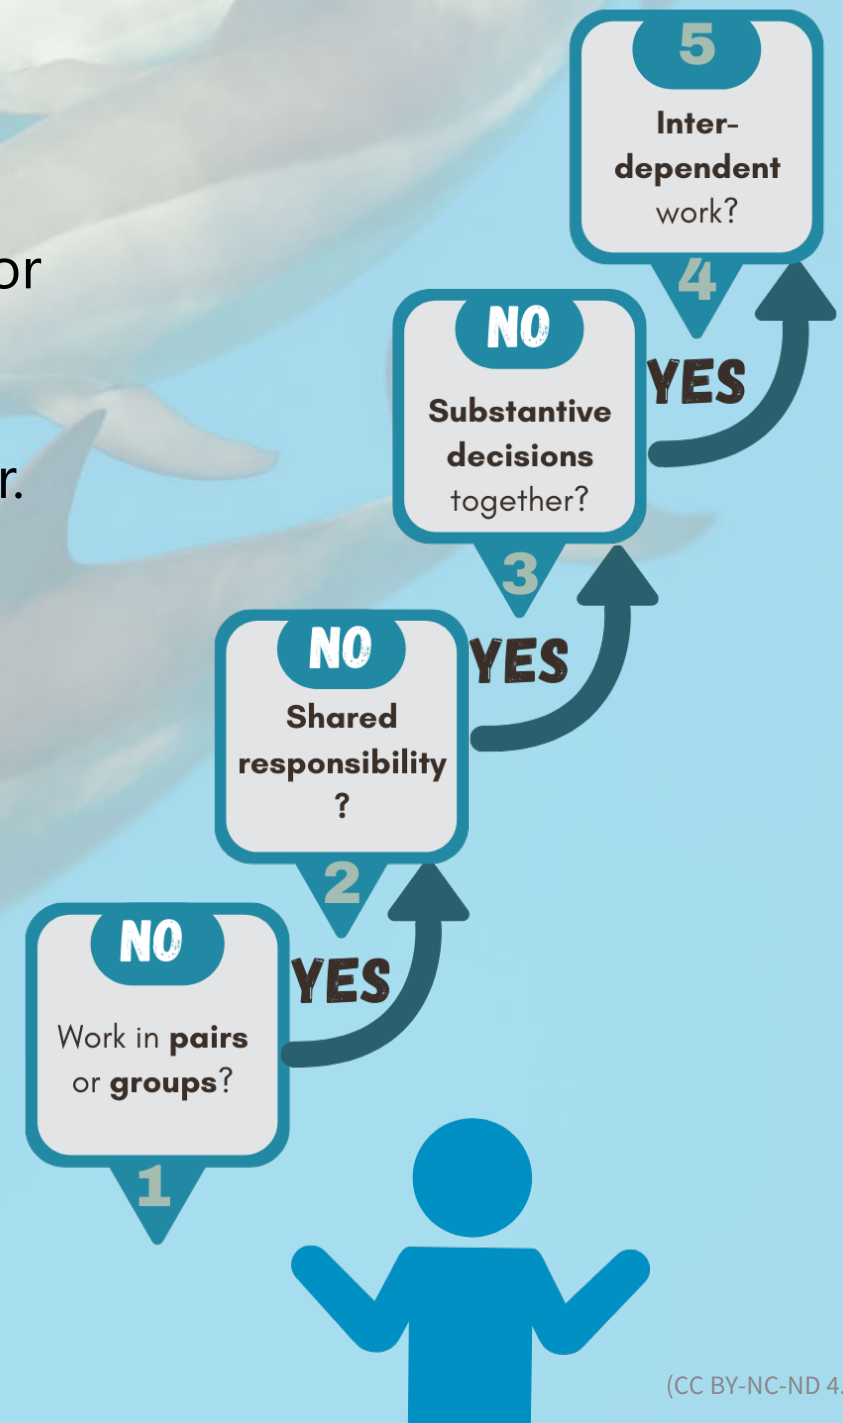 5
Inter-
dependent
work?
4
or
NO
YES
Substantive
decisions
together?
r.
3
NO
YES
Shared
responsibility
?
2
NO
YES
Work in pairs
or groups?
1
(CC BY-NC-ND 4.